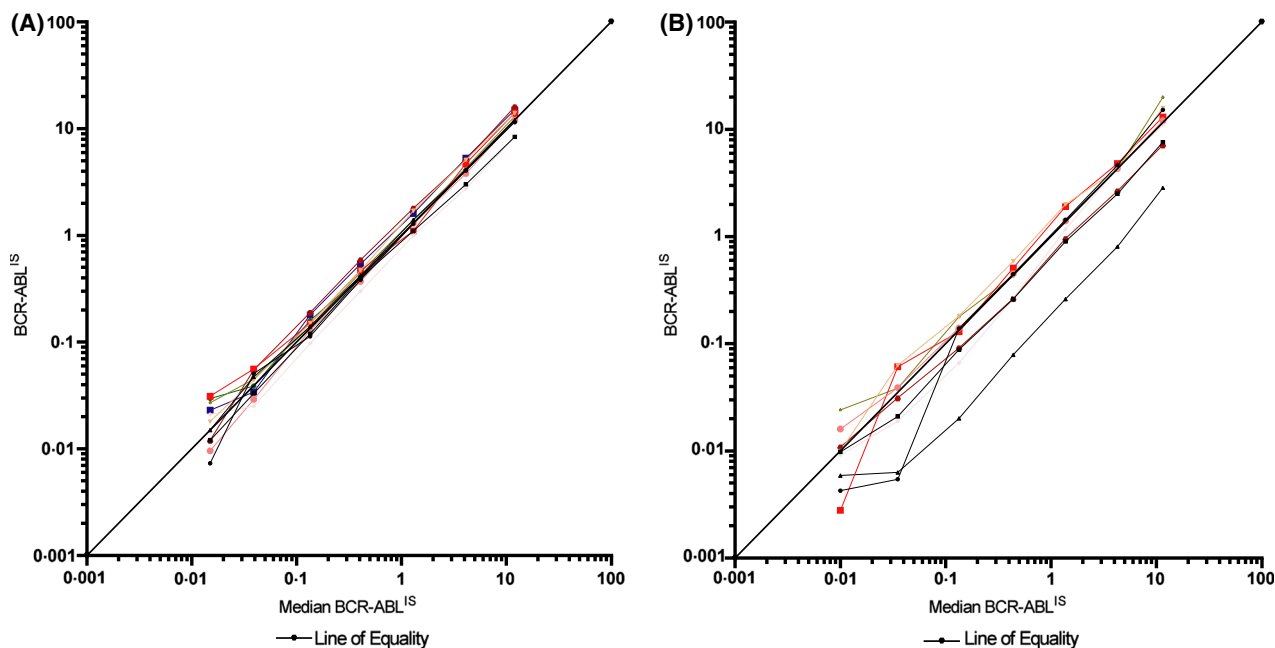 (A)
100
10
1
0·1
0·01
0·001
BCR-ABL^IS
0·001 0·01 0·1 1 10 100
Median BCR-ABL^IS
Line of Equality
(B)
100
10
1
0·1
0·01
0·001
BCR-ABL^IS
0·001 0·01 0·1 1 10 100
Median BCR-ABL^IS
Line of Equality